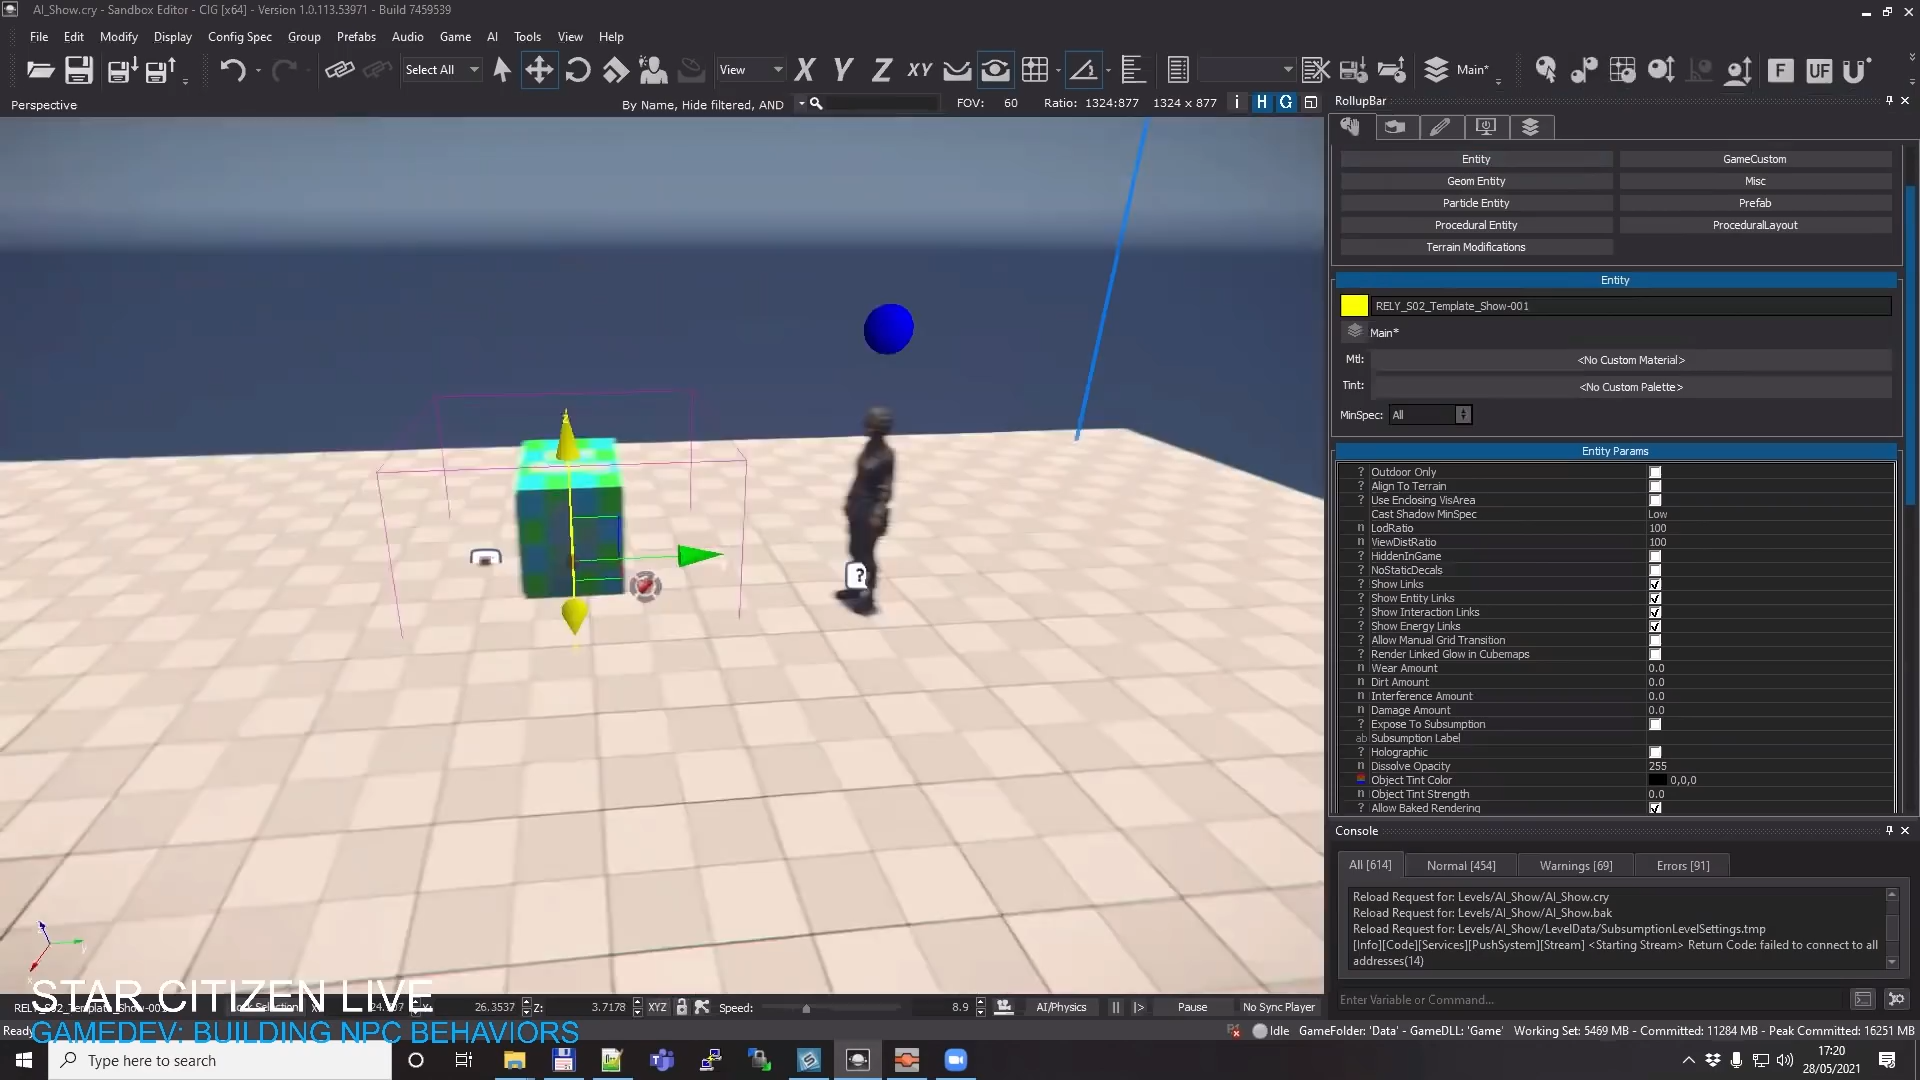 AI_Show.cry - Sandbox Editor - CIG [x64] - Version 1.0.113.53971 - Build 7459539
File Edit Modify Display Config Spec Group Prefabs Audio Game AI Tools View Help
Select All View X Y Z XY Main* F UF
Perspective By Name, Hide filtered, AND FOV: 60 Ratio: 1324:877 1324 x 877 i H G
RollupBar
Entity GameCustom
Geom Entity Misc
Particle Entity Prefab
Procedural Entity ProceduralLayout
Terrain Modifications
Entity
RELY_S02_Template_Show-001
Main*
Mtl: <No Custom Material>
Tint: <No Custom Palette>
MinSpec: All
Entity Params
? Outdoor Only
? Align To Terrain
? Use Enclosing VisArea
Cast Shadow MinSpec Low
n LodRatio 100
n ViewDistRatio 100
? HiddenInGame
? NoStaticDecals
? Show Links
? Show Entity Links
? Show Interaction Links
? Show Energy Links
? Allow Manual Grid Transition
? Render Linked Glow in Cubemaps
n Wear Amount 0.0
n Dirt Amount 0.0
n Interference Amount 0.0
n Damage Amount 0.0
? Expose To Subsumption
ab Subsumption Label
? Holographic
n Dissolve Opacity 255
Object Tint Color 0,0,0
n Object Tint Strength 0.0
? Allow Baked Rendering
Console
All [614] Normal [454] Warnings [69] Errors [91]
Reload Request for: Levels/AI_Show/AI_Show.cry
Reload Request for: Levels/AI_Show/AI_Show.bak
Reload Request for: Levels/AI_Show/LevelData/SubsumptionLevelSettings.tmp
[Info][Code][Services][PushSystem][Stream] <Starting Stream> Return Code: failed to connect to all
addresses(14)
Enter Variable or Command...
STAR CITIZEN LIVE
GAMEDEV: BUILDING NPC BEHAVIORS
26.3537 Z: 3.7178 XYZ Speed: 8.9 AI/Physics Pause No Sync Player
Idle GameFolder: 'Data' - GameDLL: 'Game' Working Set: 5469 MB - Committed: 11284 MB - Peak Committed: 16251 MB
Type here to search
17:20
28/05/2021